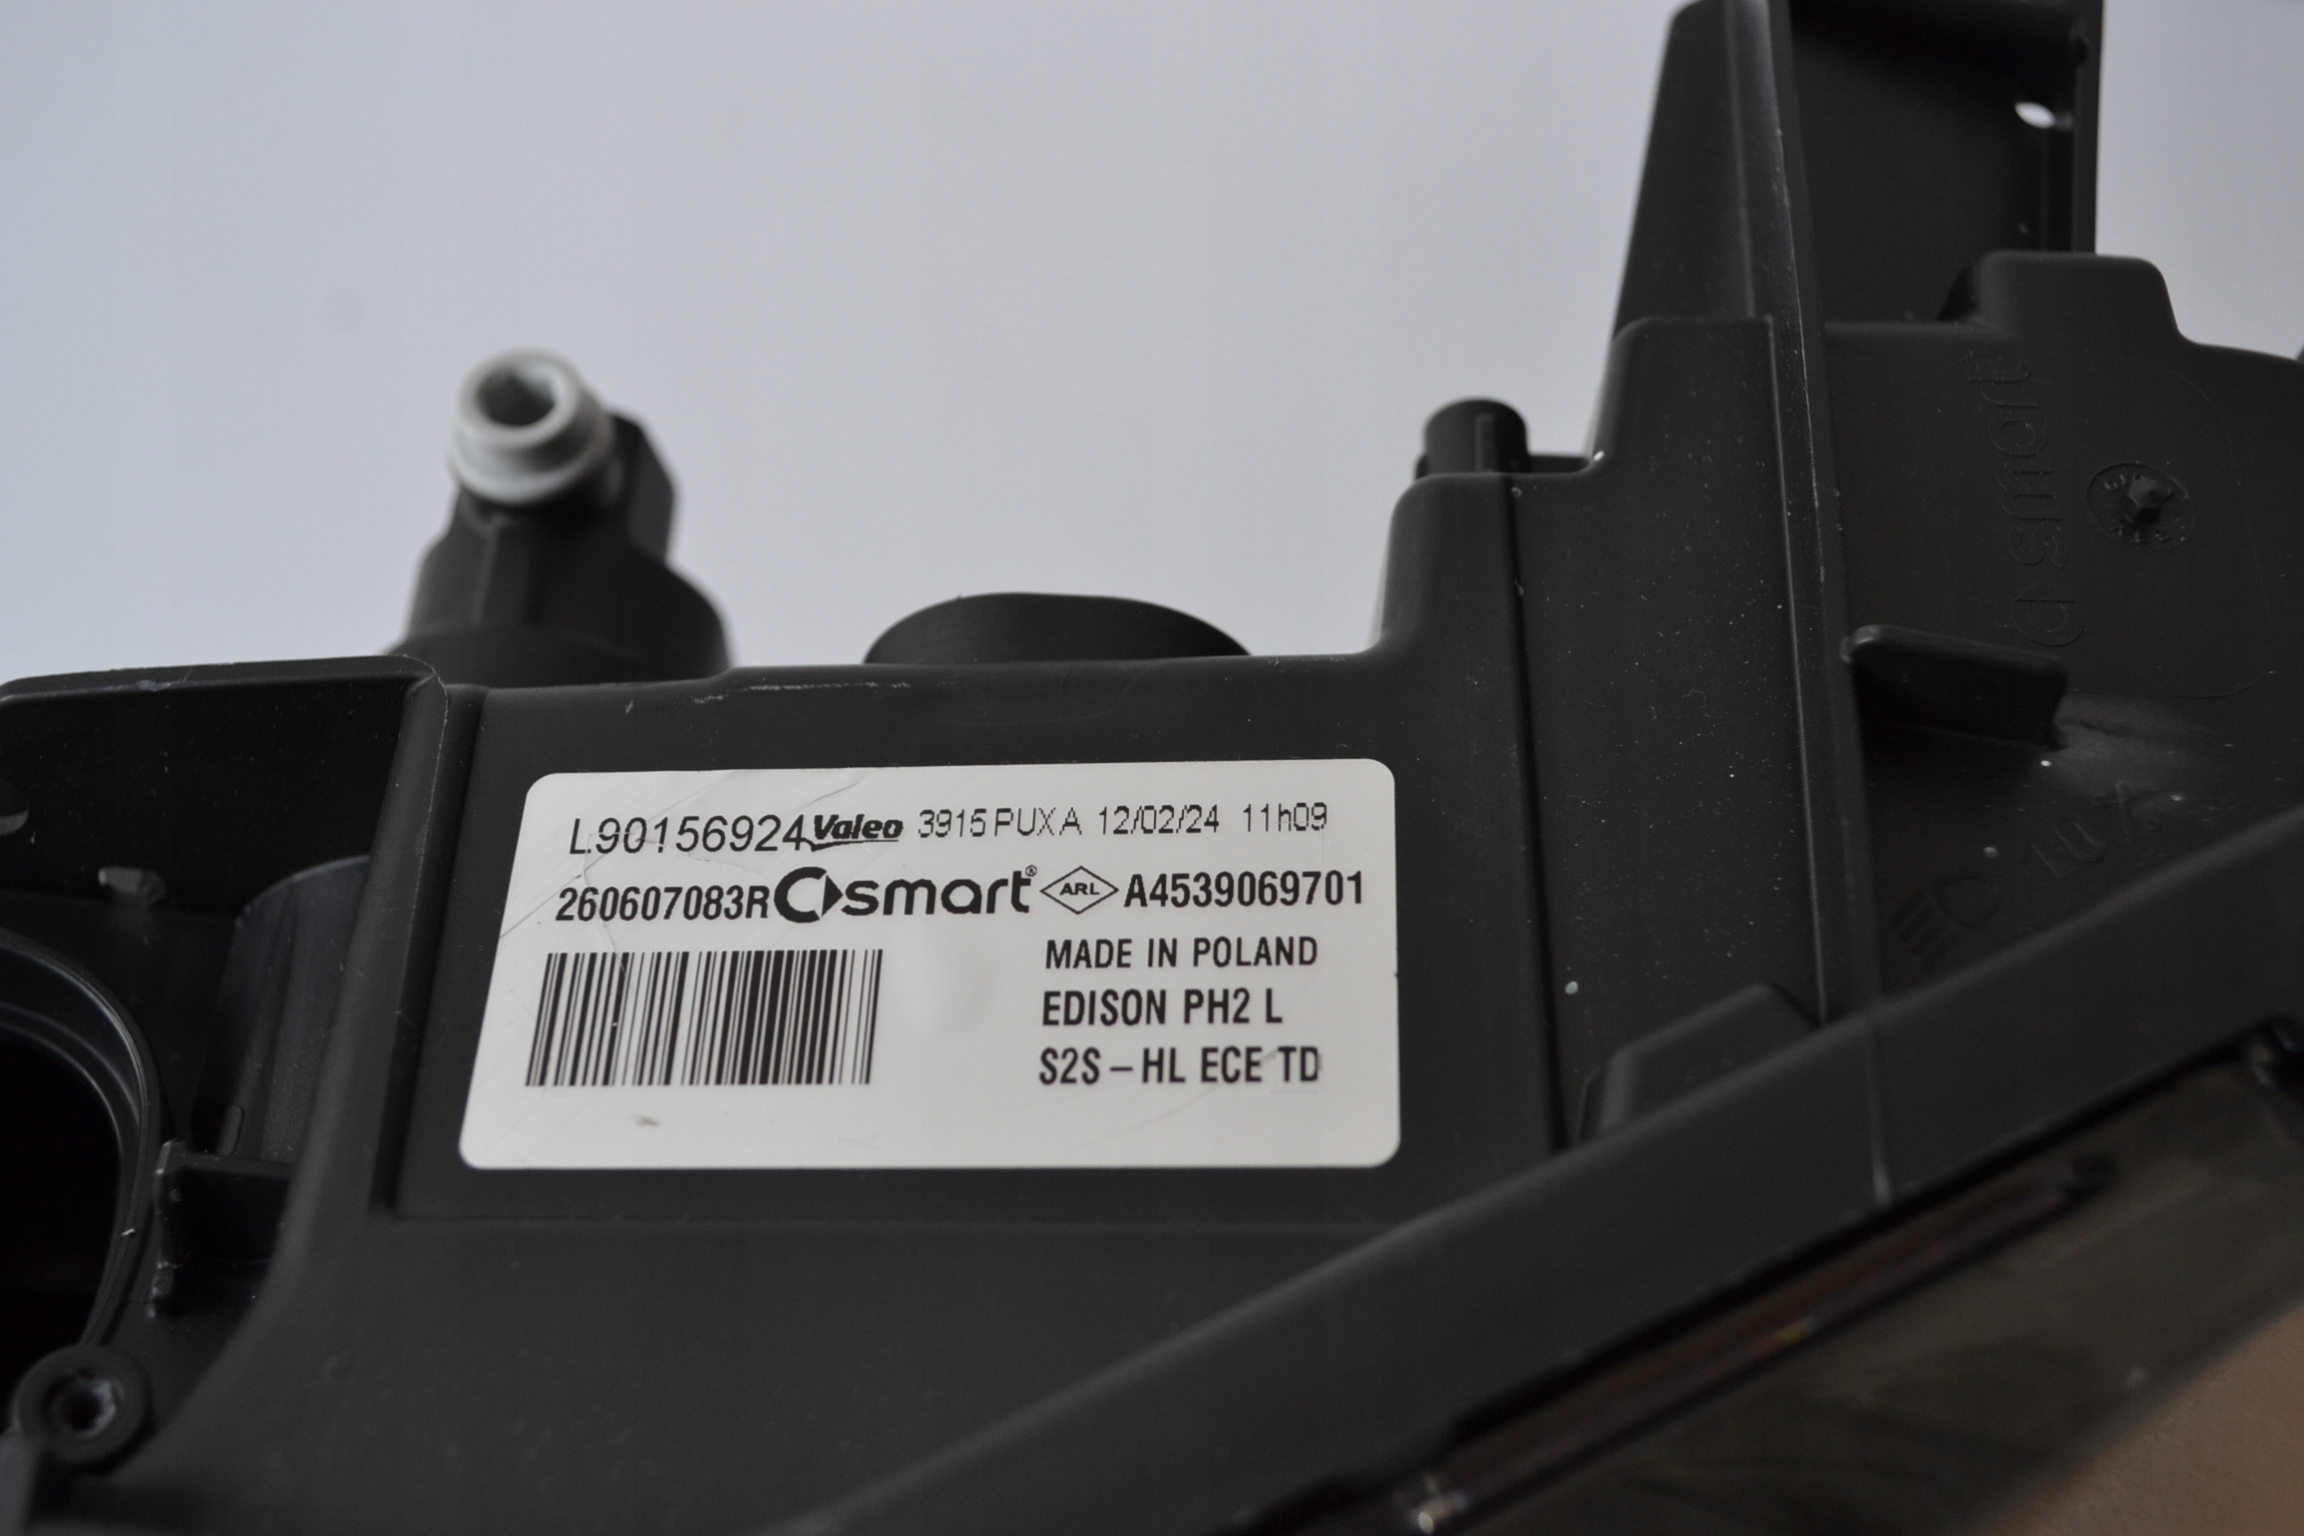 L90156924 Valeo 3915 PUXA 12/02/24 11h09
260607083R smart® ARL A4539069701
MADE IN POLAND
EDISON PH2 L
S2S – HL ECE TD
smart